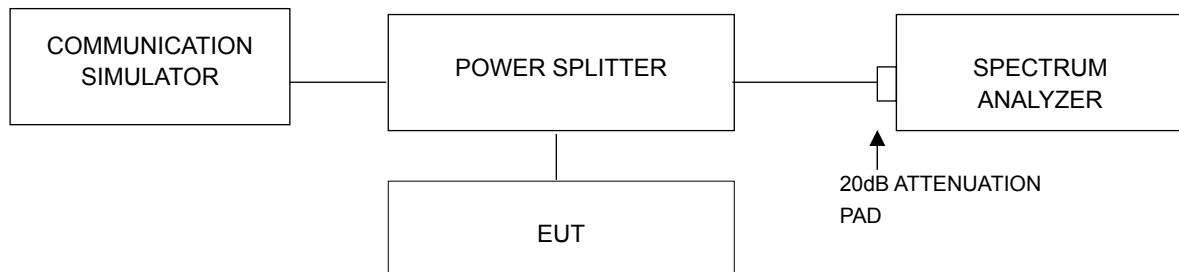 COMMUNICATION
SIMULATOR
POWER SPLITTER
SPECTRUM
ANALYZER
20dB ATTENUATION
PAD
EUT